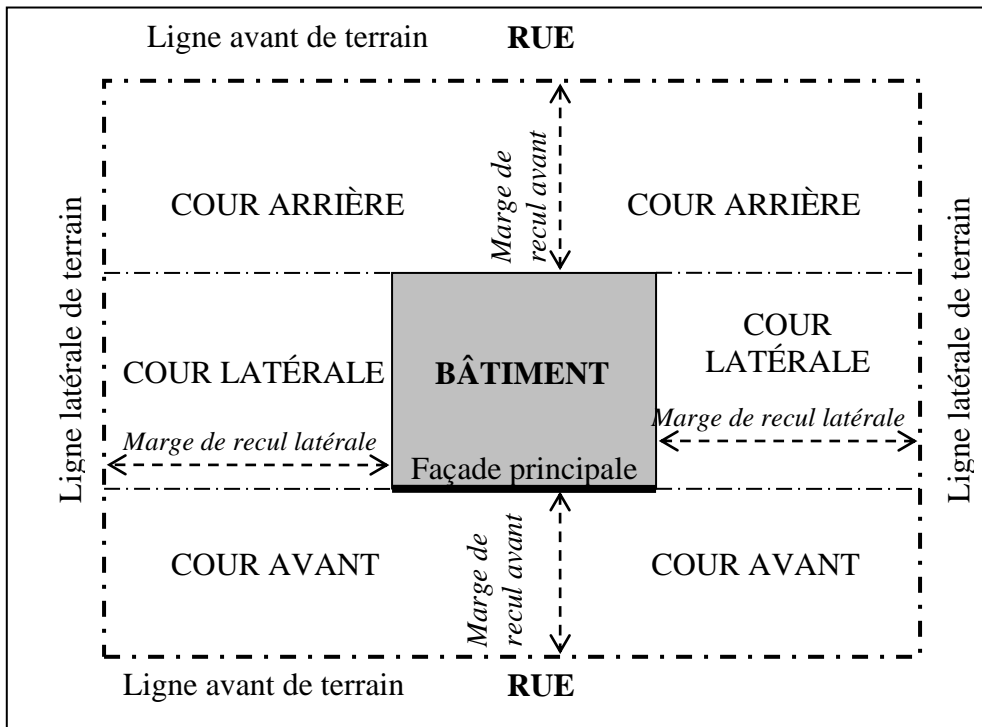 Ligne avant de terrain RUE
Marge de
recul avant
COUR ARRIÈRE
COUR ARRIÈRE
Ligne latérale de terrain
Ligne latérale de terrain
COUR LATÉRALE
BÂTIMENT
COUR
LATÉRALE
Marge de recul latérale
Marge de recul latérale
Façade principale
COUR AVANT
Marge de
recul avant
COUR AVANT
Ligne avant de terrain RUE